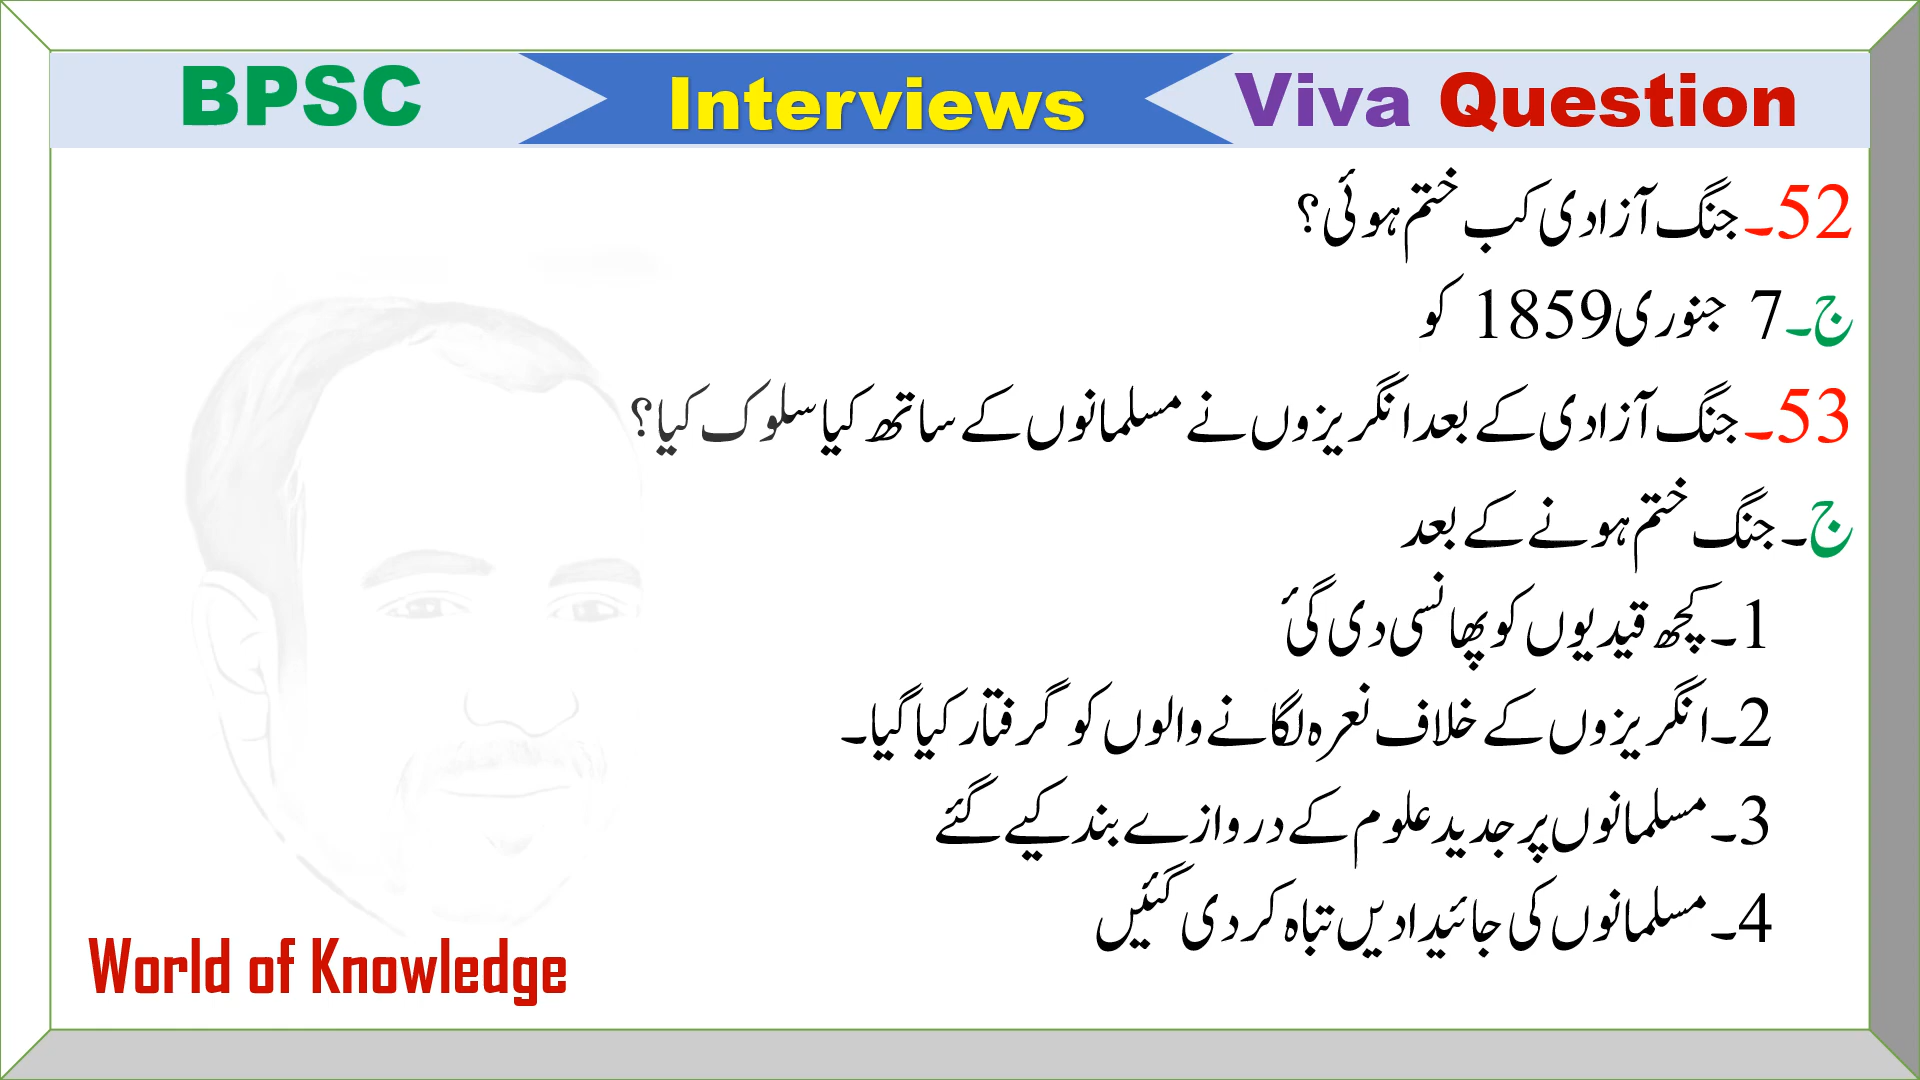 BPSC Interviews Viva Question
52۔جنگ آزادی کب ختم ہوئی؟
ج۔7 جنوری1859 کو
53۔جنگ آزادی کے بعد انگریزوں نے مسلمانوں کے ساتھ کیا سلوک کیا؟
ج۔جنگ ختم ہونے کے بعد
1۔کچھ قیدیوں کو پھانسی دی گئ
2۔انگریزوں کے خلاف نعرہ لگانے والوں کو گرفتار کیا گیا۔
3۔مسلمانوں پر جدید علوم کے دروازے بند کیے گئے
4۔مسلمانوں کی جائیدادیں تباہ کر دی گئیں
World of Knowledge